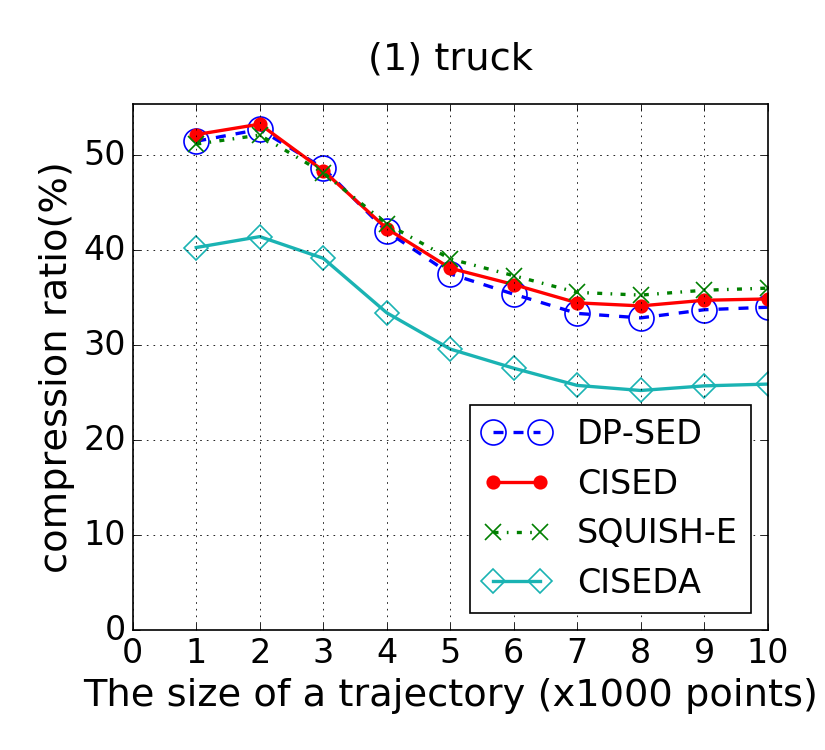 (1) truck
compression ratio(%)
50
40
30
20
10
0
DP-SED
CISED
SQUISH-E
CISEDA
0 1 2 3 4 5 6 7 8 9 10
The size of a trajectory (x1000 points)